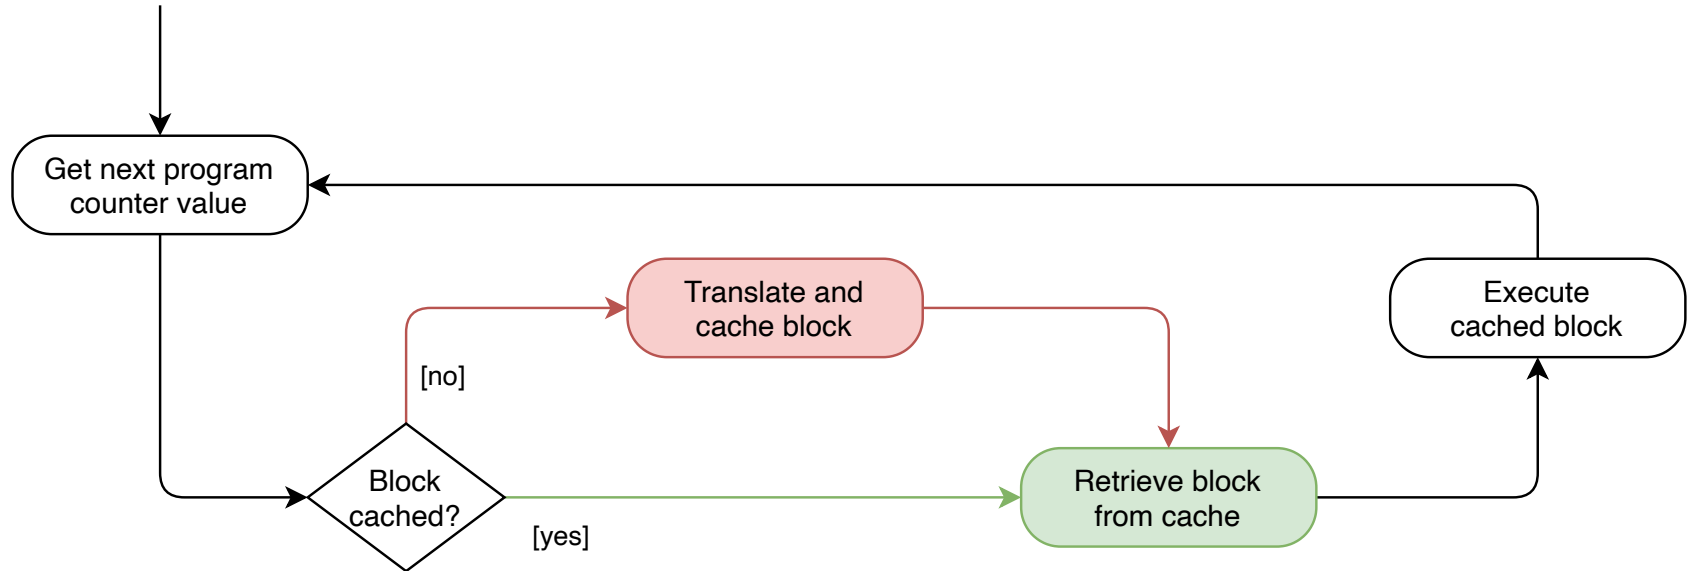 Get next program
counter value
Translate and
cache block
Execute
cached block
[no]
Block
cached?
[yes]
Retrieve block
from cache